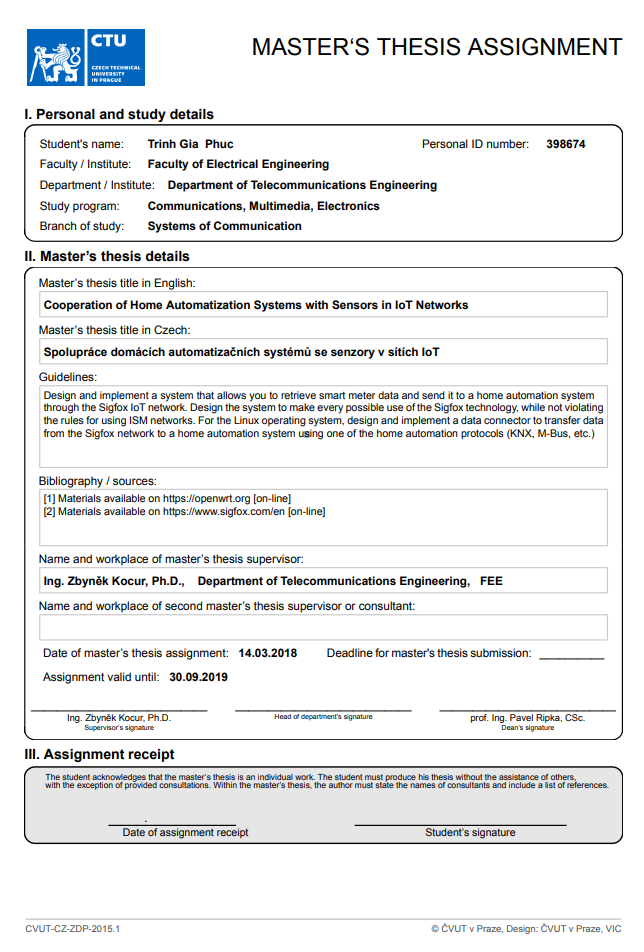 CTU
CZECH TECHNICAL
UNIVERSITY
IN PRAGUE
MASTER‘S THESIS ASSIGNMENT
I. Personal and study details
Student's name: Trinh Gia Phuc Personal ID number: 398674
Faculty / Institute: Faculty of Electrical Engineering
Department / Institute: Department of Telecommunications Engineering
Study program: Communications, Multimedia, Electronics
Branch of study: Systems of Communication
II. Master’s thesis details
Master’s thesis title in English:
Cooperation of Home Automatization Systems with Sensors in IoT Networks
Master’s thesis title in Czech:
Spolupráce domácích automatizačních systémů se senzory v sítích IoT
Guidelines:
Design and implement a system that allows you to retrieve smart meter data and send it to a home automation system
through the Sigfox IoT network. Design the system to make every possible use of the Sigfox technology, while not violating
the rules for using ISM networks. For the Linux operating system, design and implement a data connector to transfer data
from the Sigfox network to a home automation system using one of the home automation protocols (KNX, M-Bus, etc.)
Bibliography / sources:
[1] Materials available on https://openwrt.org [on-line]
[2] Materials available on https://www.sigfox.com/en [on-line]
Name and workplace of master’s thesis supervisor:
Ing. Zbyněk Kocur, Ph.D., Department of Telecommunications Engineering, FEE
Name and workplace of second master’s thesis supervisor or consultant:
Date of master’s thesis assignment: 14.03.2018 Deadline for master's thesis submission: __________
Assignment valid until: 30.09.2019
Ing. Zbyněk Kocur, Ph.D. Head of department’s signature prof. Ing. Pavel Ripka, CSc.
Supervisor’s signature Dean’s signature
III. Assignment receipt
The student acknowledges that the master’s thesis is an individual work. The student must produce his thesis without the assistance of others,
with the exception of provided consultations. Within the master’s thesis, the author must state the names of consultants and include a list of references.
.
Date of assignment receipt Student’s signature
CVUT-CZ-ZDP-2015.1 © ČVUT v Praze, Design: ČVUT v Praze, VIC